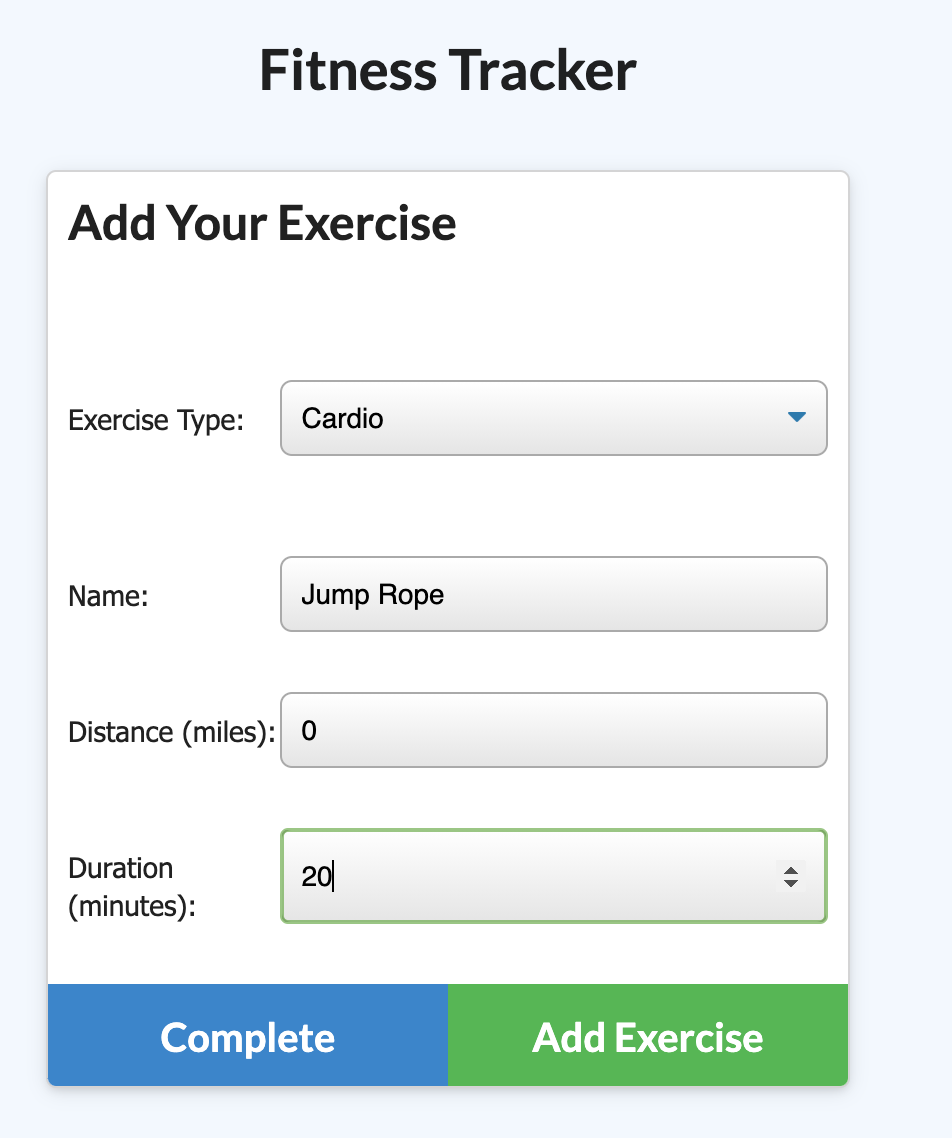 Fitness Tracker
Add Your Exercise
Exercise Type: Cardio
Name: Jump Rope
Distance (miles): 0
Duration
(minutes): 20
Complete Add Exercise